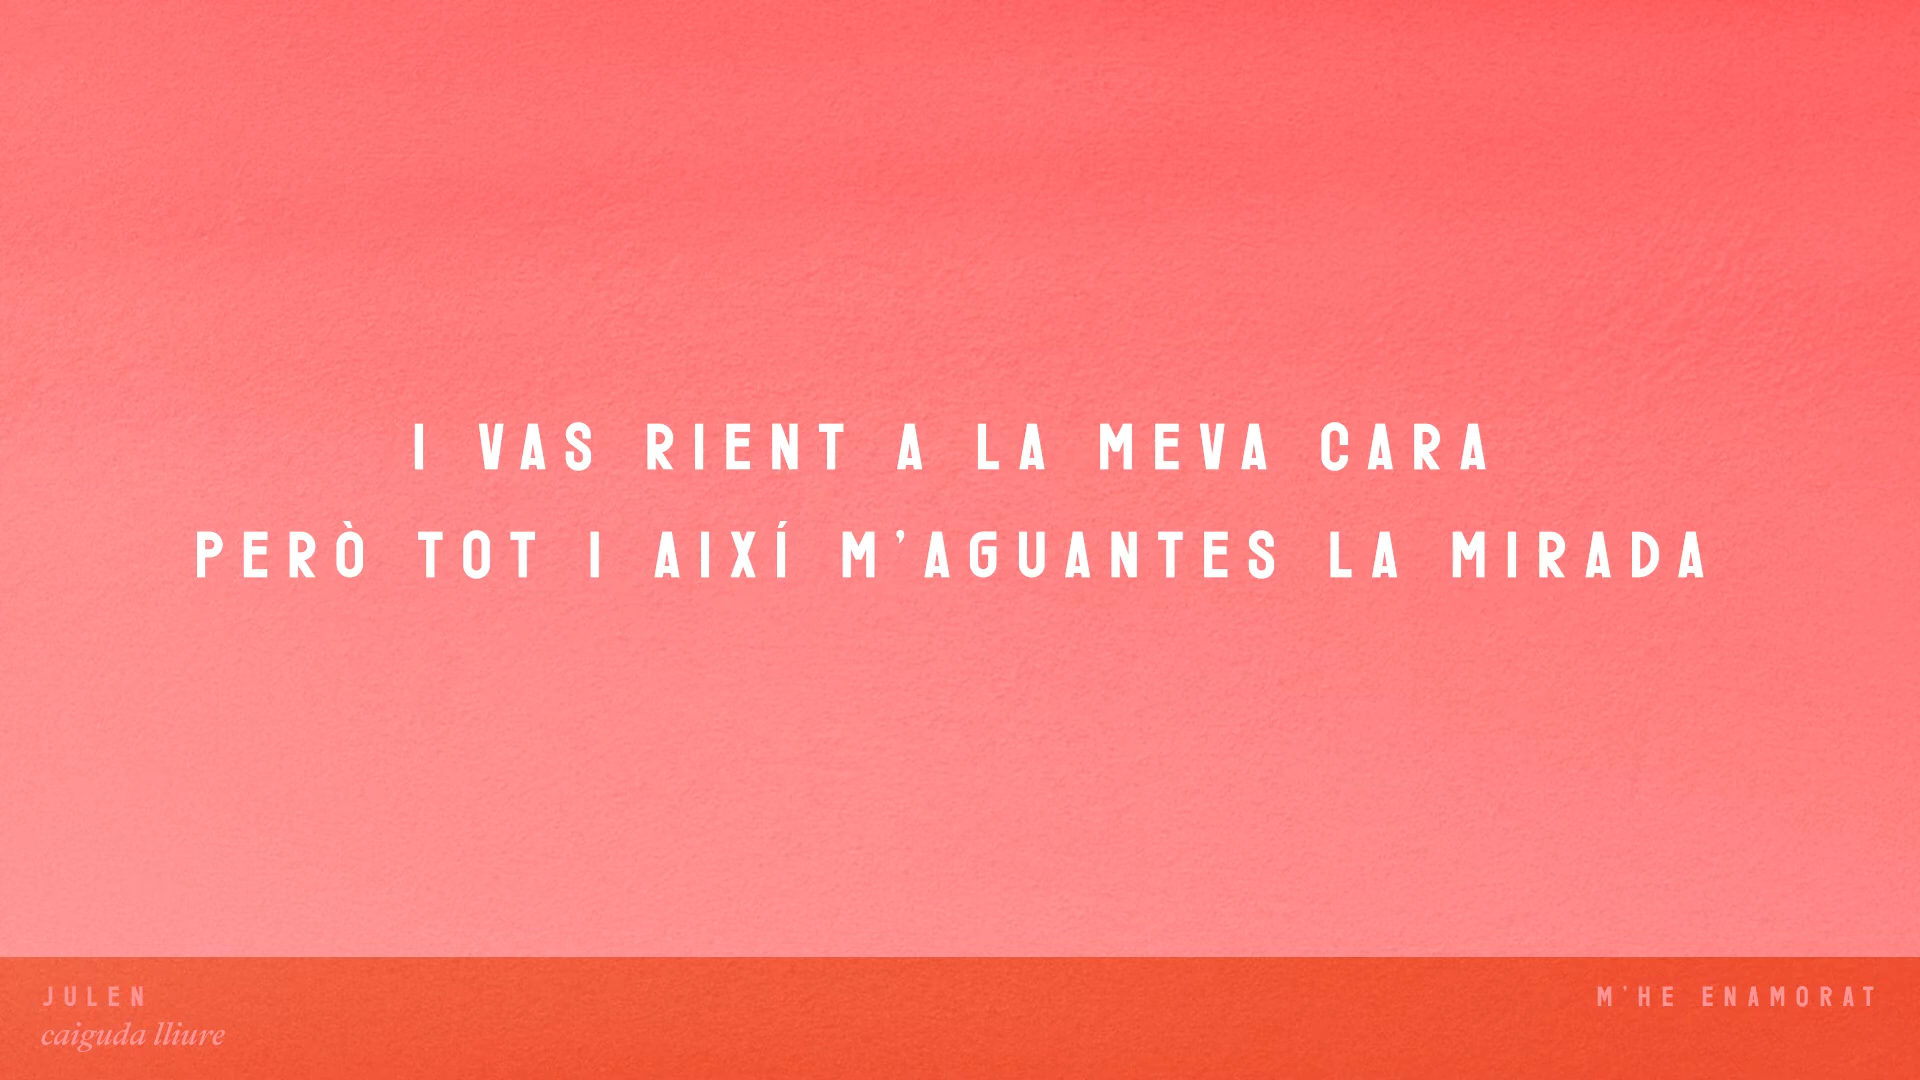 I VAS RIENT A LA MEVA CARA
PERÒ TOT I AIXÍ M'AGUANTES LA MIRADA
JULEN
caiguda lliure
M'HE ENAMORAT